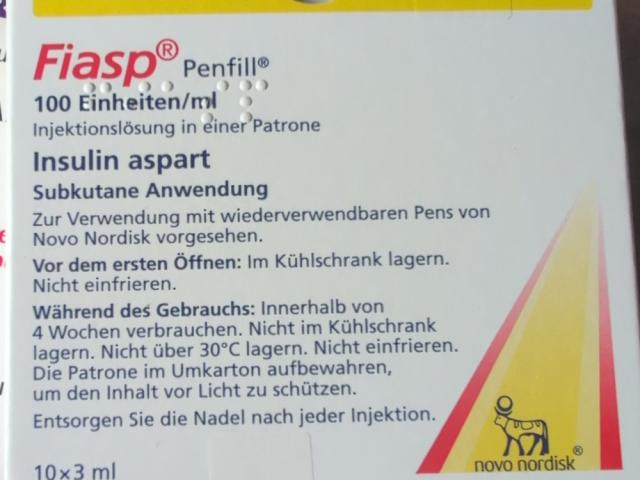 Fiasp® Penfill®
100 Einheiten/ml
Injektionslösung in einer Patrone
Insulin aspart
Subkutane Anwendung
Zur Verwendung mit wiederverwendbaren Pens von
Novo Nordisk vorgesehen.
Vor dem ersten Öffnen: Im Kühlschrank lagern.
Nicht einfrieren.
Während des Gebrauchs: Innerhalb von
4 Wochen verbrauchen. Nicht im Kühlschrank
lagern. Nicht über 30°C lagern. Nicht einfrieren.
Die Patrone im Umkarton aufbewahren,
um den Inhalt vor Licht zu schützen.
Entsorgen Sie die Nadel nach jeder Injektion.
10×3 ml
novo nordisk®